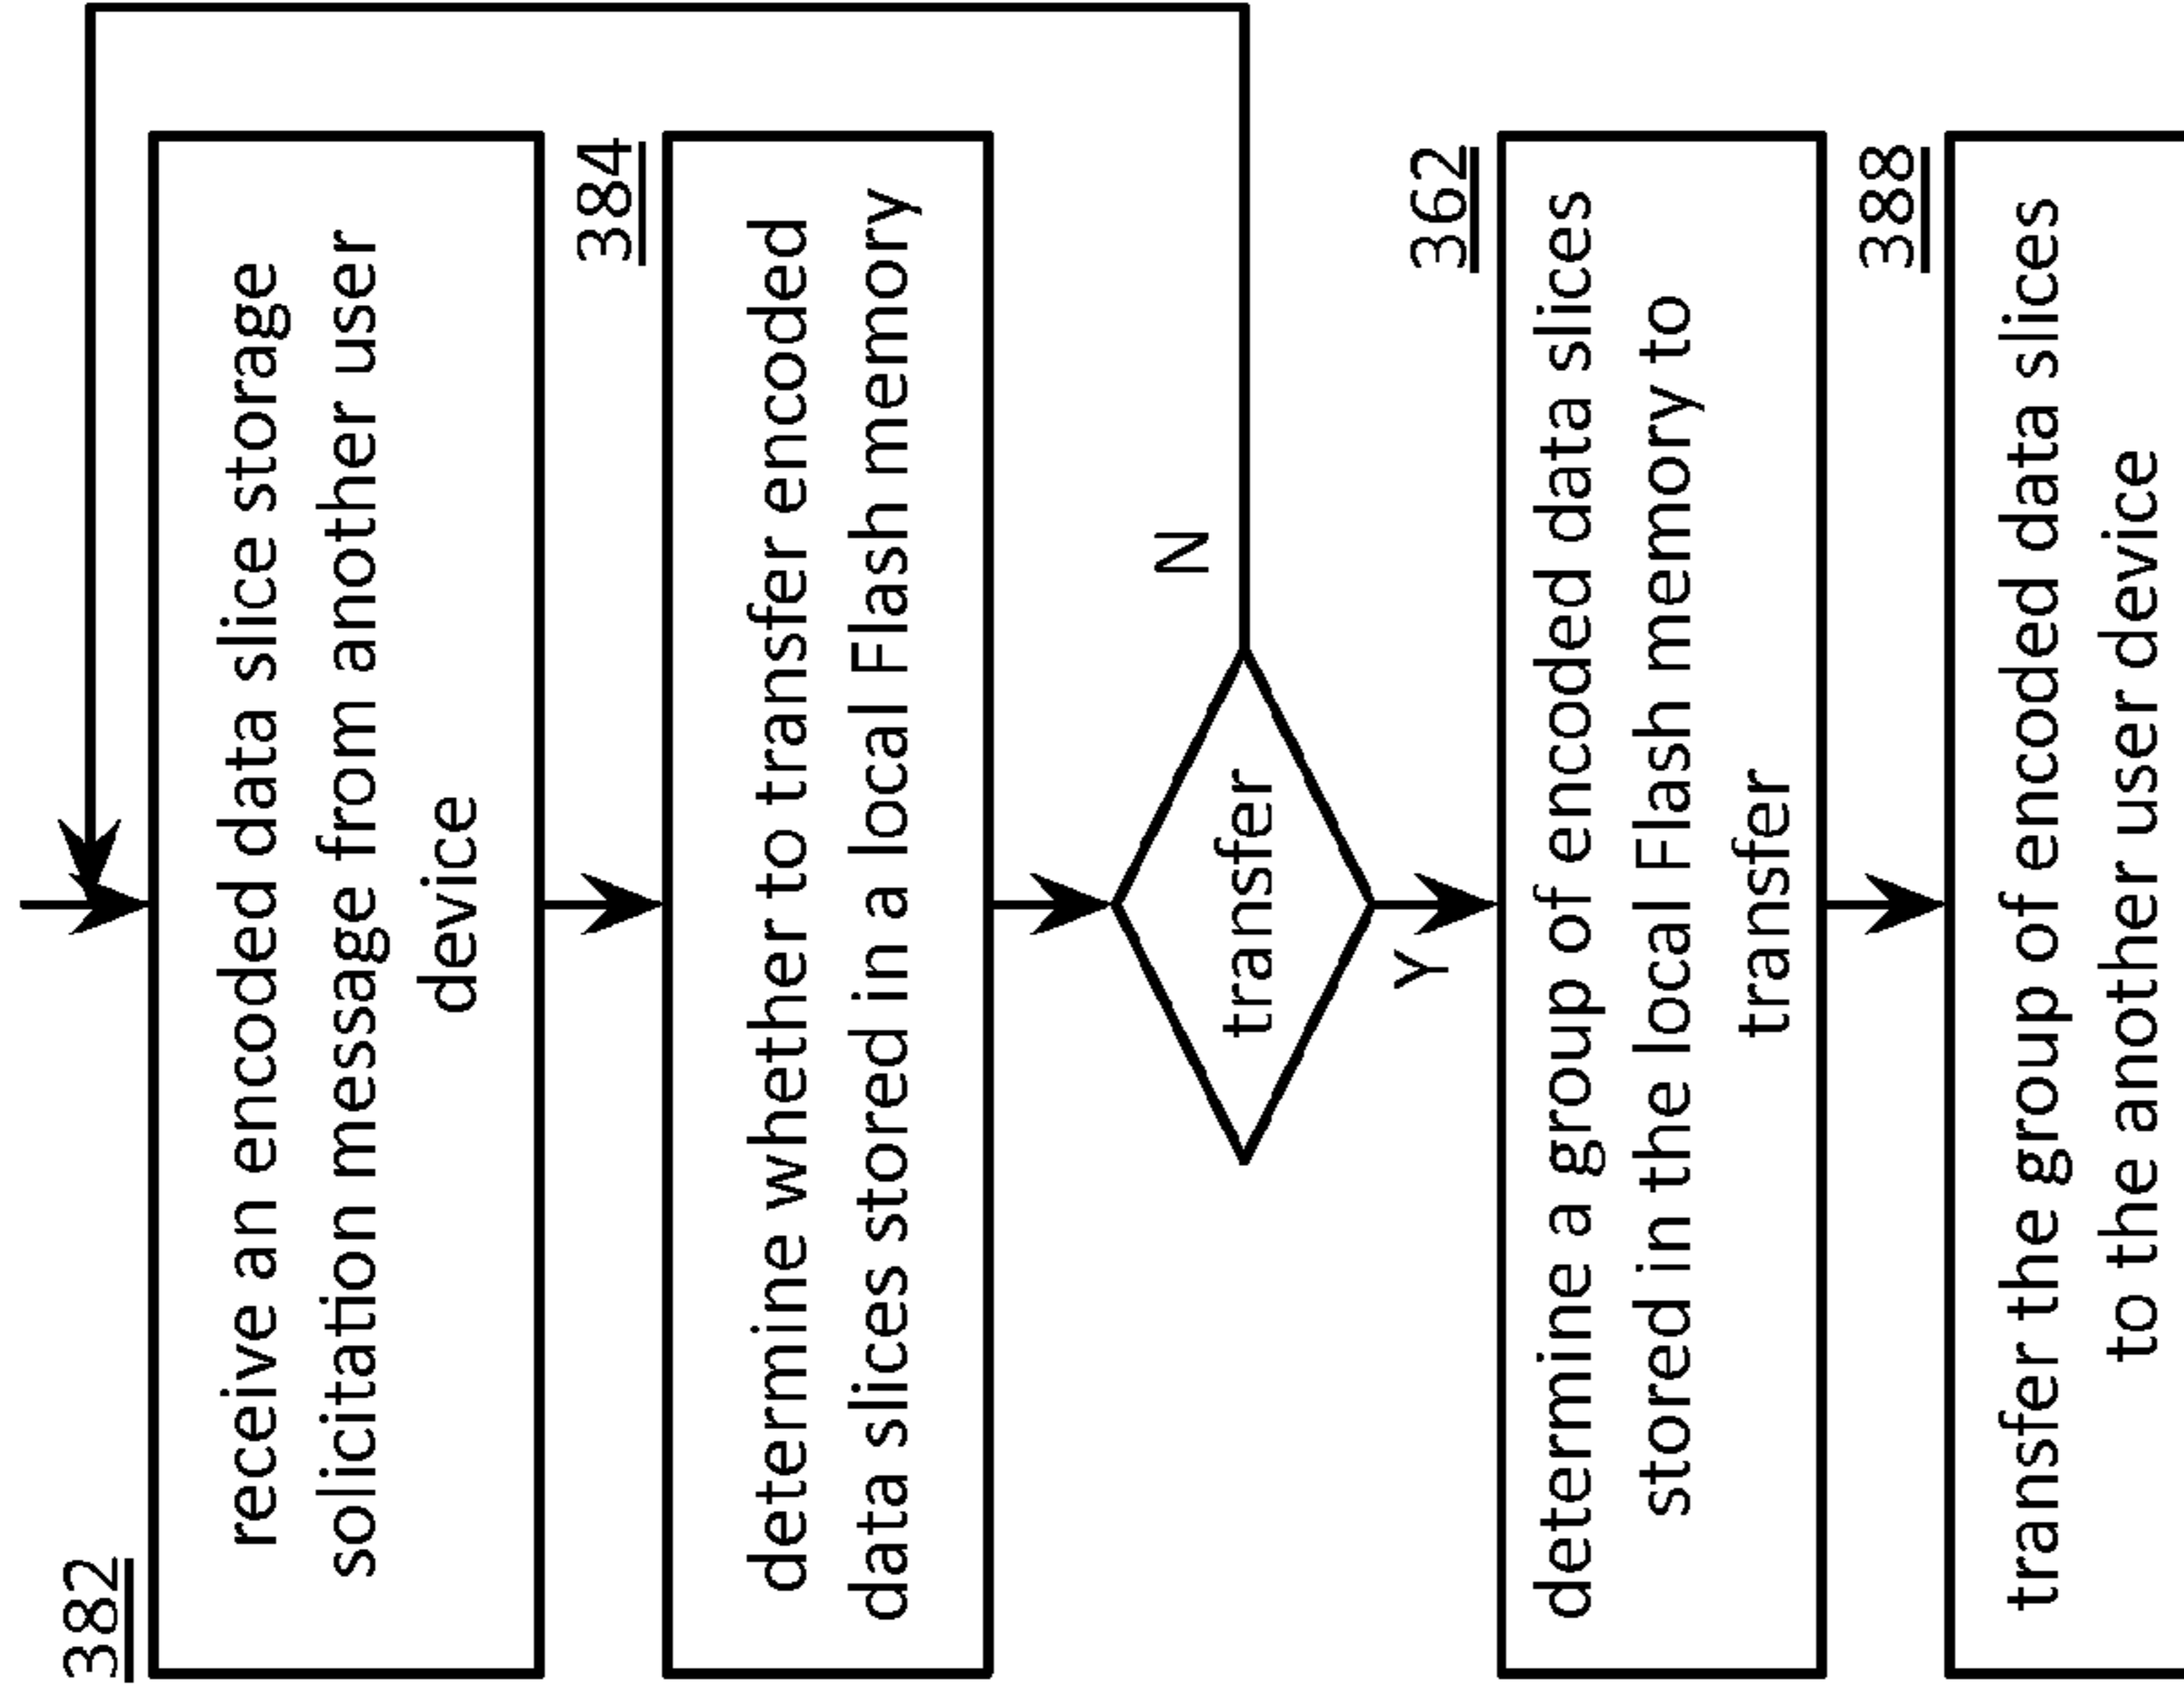 382
receive an encoded data slice storage
solicitation message from another user
device
384
determine whether to transfer encoded
data slices stored in a local Flash memory
transfer
N
Y
362
determine a group of encoded data slices
stored in the local Flash memory to
transfer
388
transfer the group of encoded data slices
to the another user device